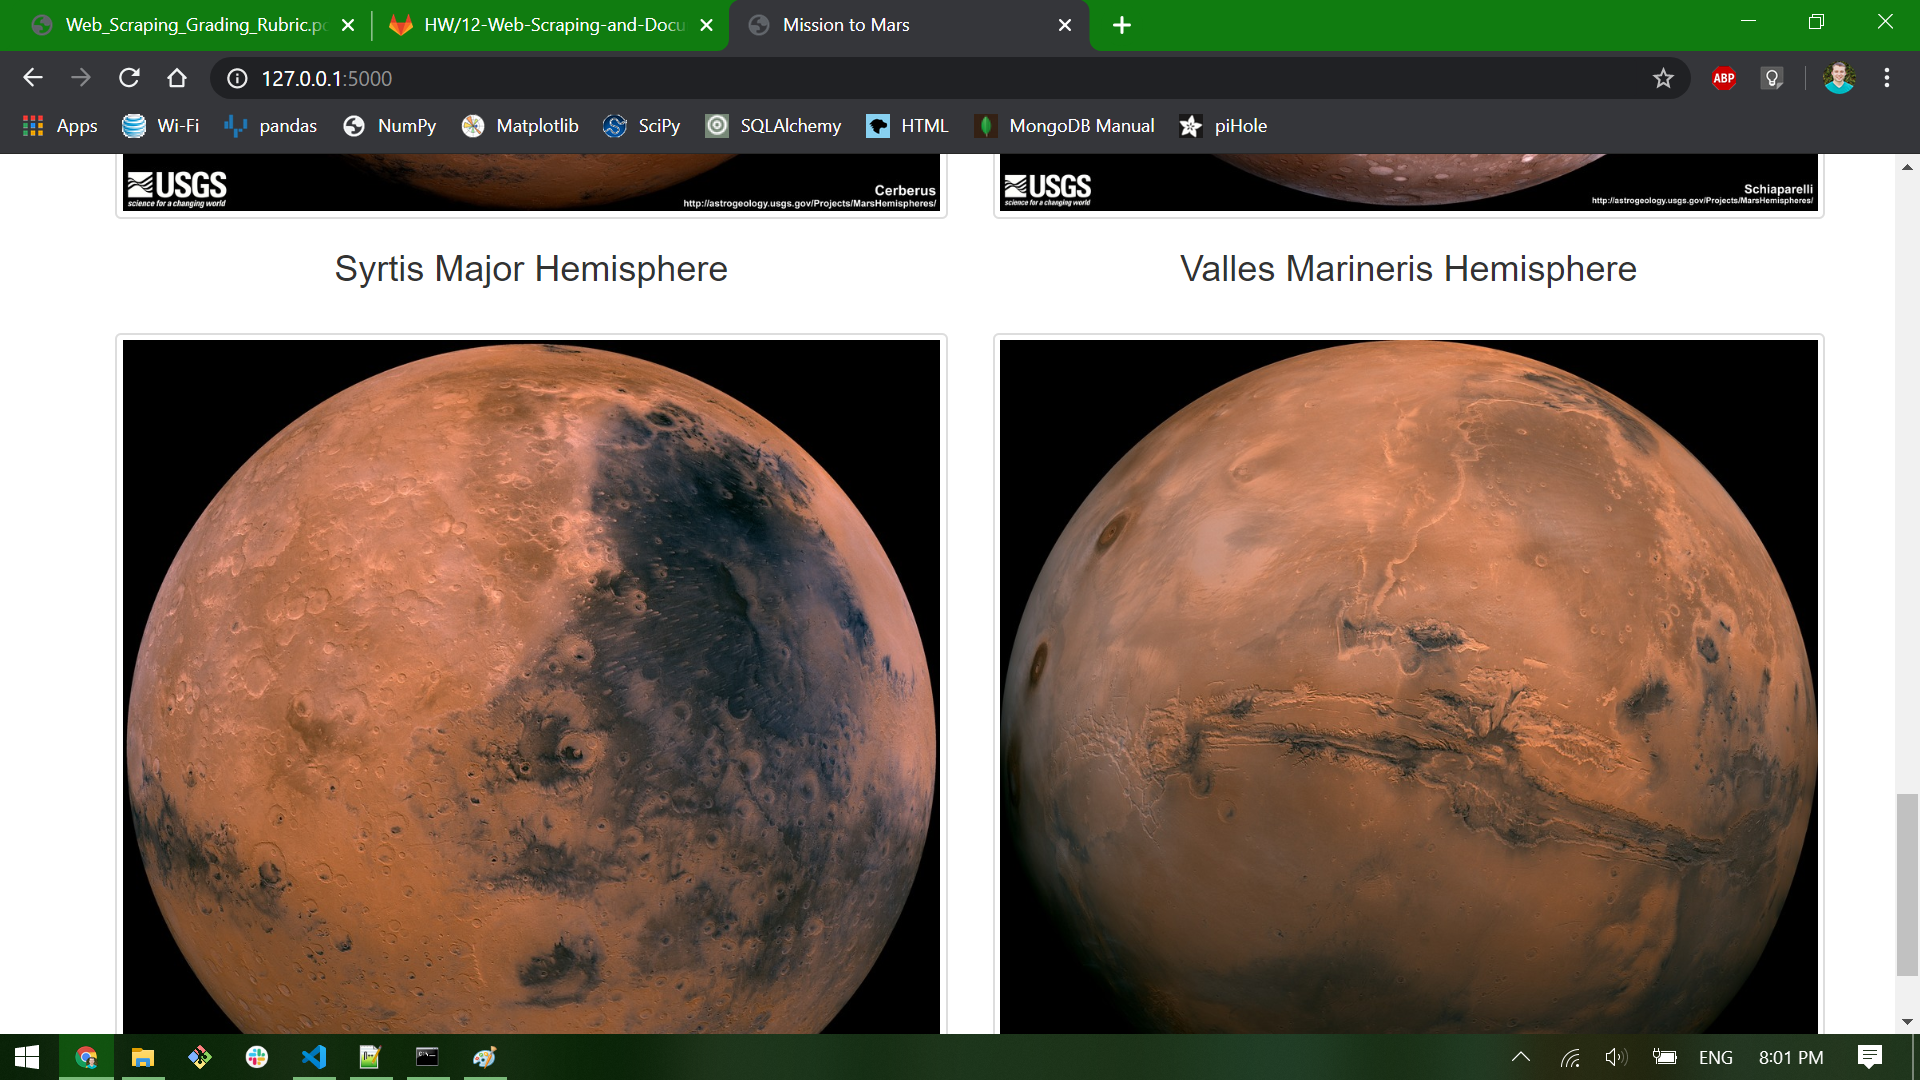 Web_Scraping_Grading_Rubric.pd
HW/12-Web-Scraping-and-Docu
Mission to Mars
127.0.0.1:5000
ABP
Apps
Wi-Fi
pandas
NumPy
Matplotlib
SciPy
SQLAlchemy
HTML
MongoDB Manual
piHole
USGS
science for a changing world
Cerberus
http://astrogeology.usgs.gov/Projects/MarsHemispheres/
USGS
science for a changing world
Schiaparelli
http://astrogeology.usgs.gov/Projects/MarsHemispheres/
Syrtis Major Hemisphere
Valles Marineris Hemisphere
ENG
8:01 PM